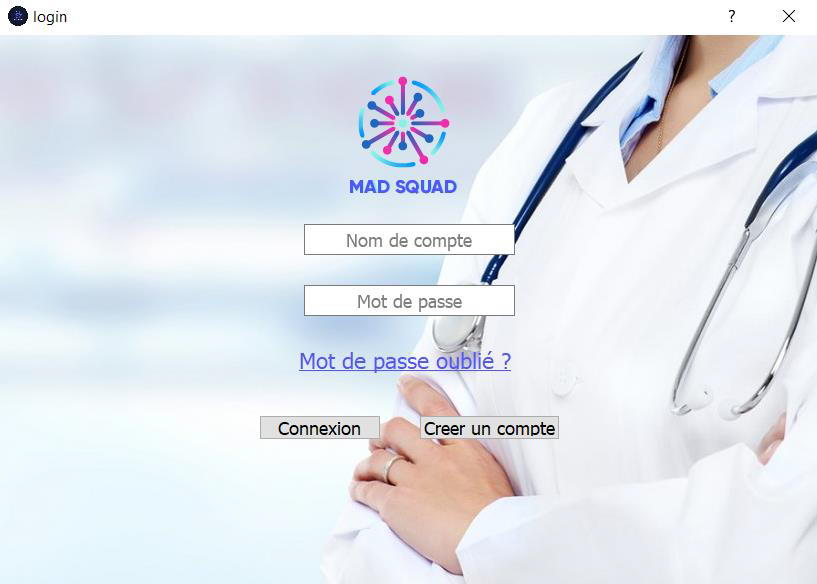 login
?
MAD SQUAD
Nom de compte
Mot de passe
Mot de passe oublié ?
Connexion
Creer un compte